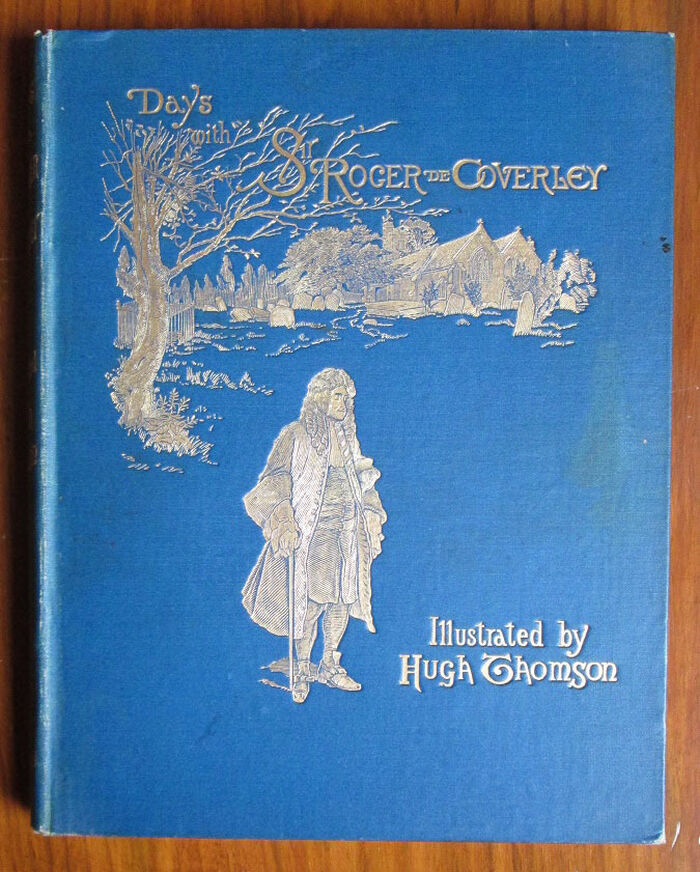 Days
with
Sir
Roger de Coverley
Illustrated by
Hugh Thomson